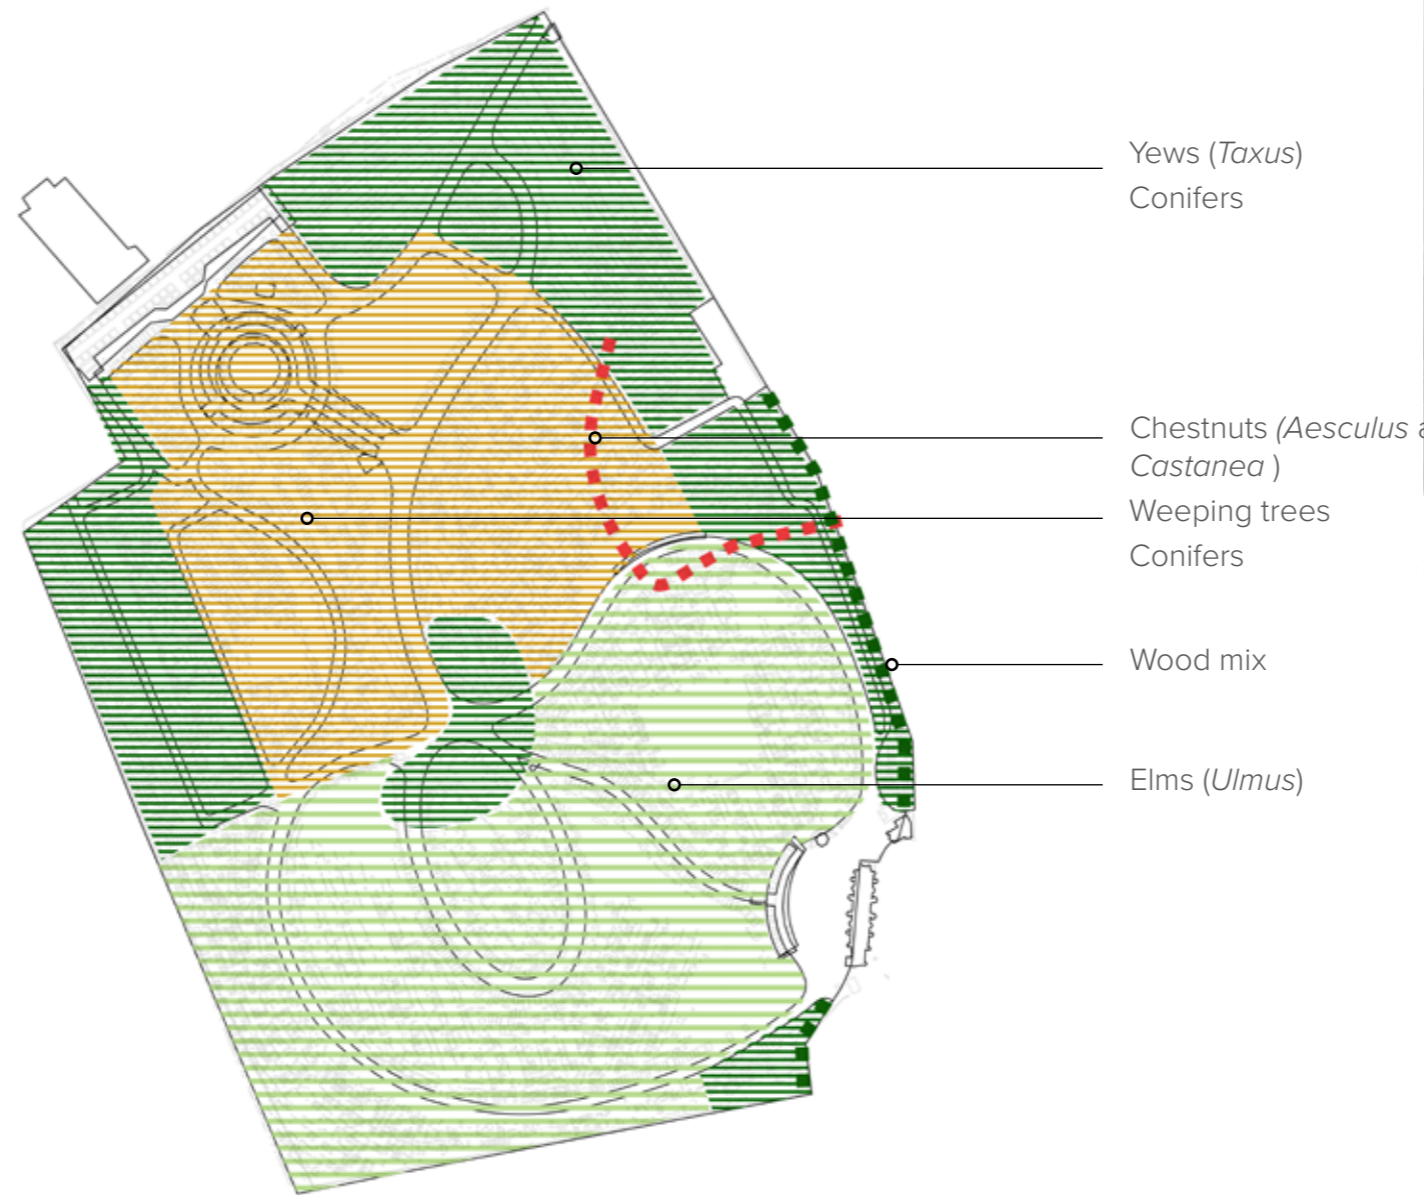 Yews (Taxus)
Conifers
Chestnuts (Aesculus
Castanea )
Weeping trees
Conifers
Wood mix
Elms (Ulmus)